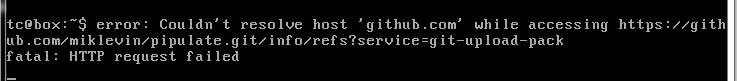 tc@box:~$ error: Couldn't resolve host 'github.com' while accessing https://gith
ub.com/miklevin/pipulate.git/info/refs?service=git-upload-pack
fatal: HTTP request failed